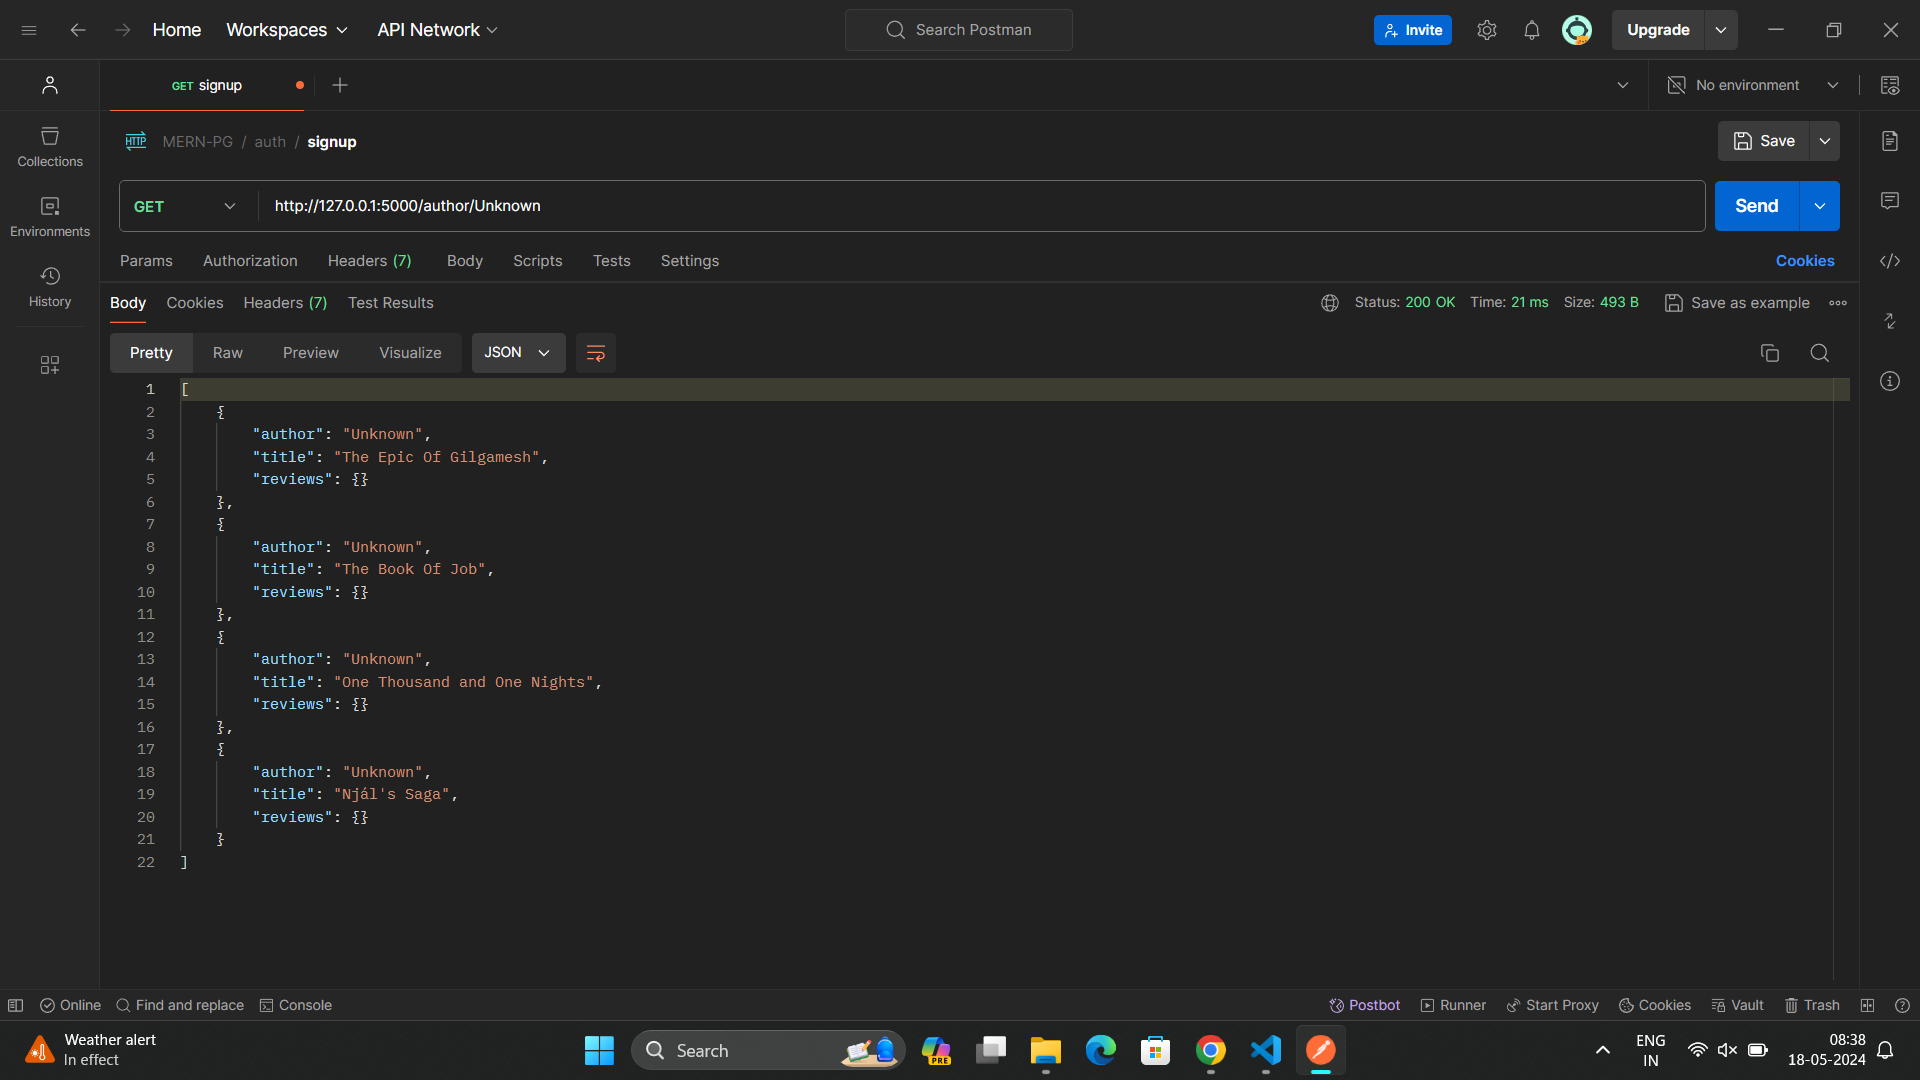 Home Workspaces API Network Search Postman Invite Upgrade
GET signup No environment
HTTP MERN-PG / auth / signup Save
Collections
GET http://127.0.0.1:5000/author/Unknown Send
Environments
Params Authorization Headers (7) Body Scripts Tests Settings Cookies
History
Body Cookies Headers (7) Test Results Status: 200 OK Time: 21 ms Size: 493 B Save as example
Pretty Raw Preview Visualize JSON
1 [
2 {
3 "author": "Unknown",
4 "title": "The Epic Of Gilgamesh",
5 "reviews": {}
6 },
7 {
8 "author": "Unknown",
9 "title": "The Book Of Job",
10 "reviews": {}
11 },
12 {
13 "author": "Unknown",
14 "title": "One Thousand and One Nights",
15 "reviews": {}
16 },
17 {
18 "author": "Unknown",
19 "title": "Njál's Saga",
20 "reviews": {}
21 }
22 ]
Online Find and replace Console Postbot Runner Start Proxy Cookies Vault Trash
Weather alert
In effect
Search
PRE
ENG
IN
08:38
18-05-2024